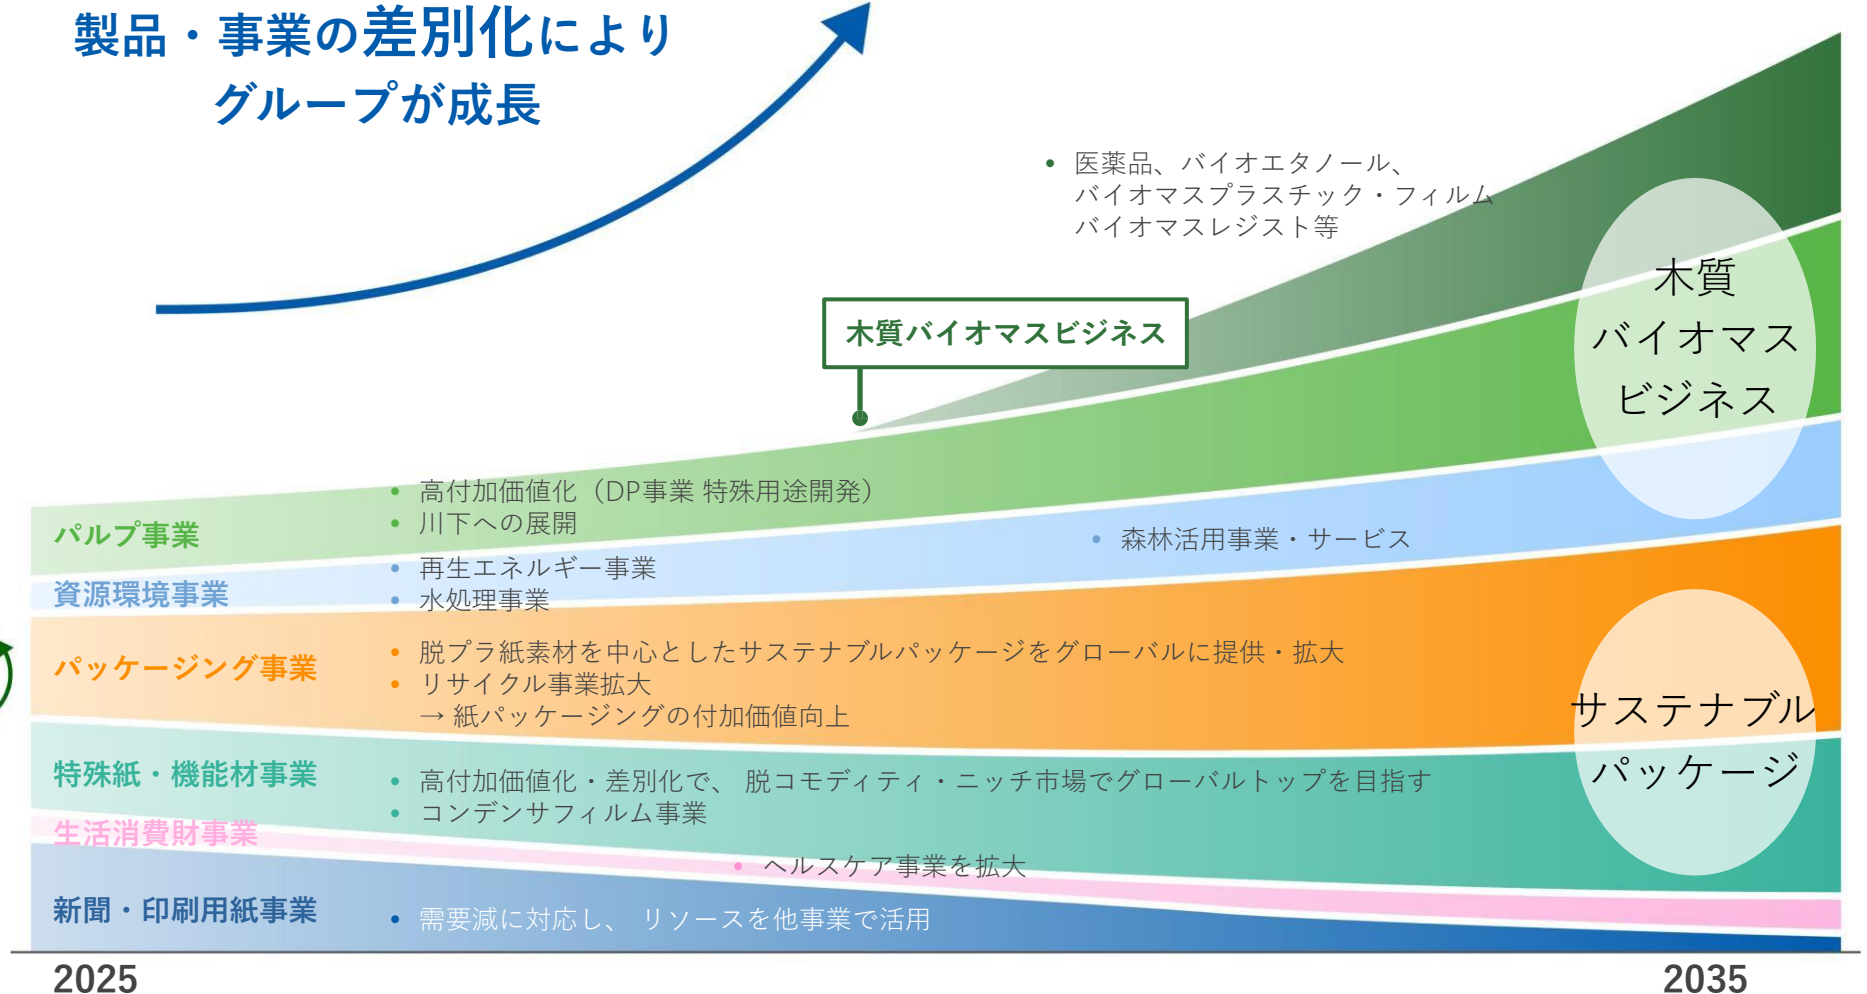 製品・事業の差別化により
グループが成長
• 医薬品、バイオエタノール、
バイオマスプラスチック・フィルム
バイオマスレジスト等
木質バイオマスビジネス
木質
バイオマス
ビジネス
パルプ事業
• 高付加価値化（DP事業 特殊用途開発）
• 川下への展開
資源環境事業
• 再生エネルギー事業
• 水処理事業
• 森林活用事業・サービス
パッケージング事業
• 脱プラ紙素材を中心としたサステナブルパッケージをグローバルに提供・拡大
• リサイクル事業拡大
→ 紙パッケージングの付加価値向上
サステナブル
パッケージ
特殊紙・機能材事業
• 高付加価値化・差別化で、 脱コモディティ・ニッチ市場でグローバルトップを目指す
• コンデンサフィルム事業
生活消費財事業
• ヘルスケア事業を拡大
新聞・印刷用紙事業
• 需要減に対応し、 リソースを他事業で活用
2025
2035